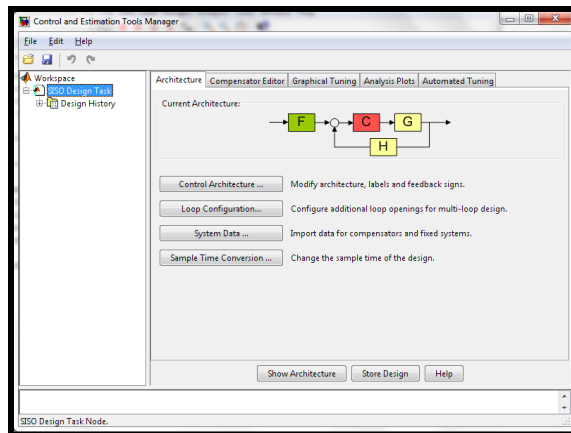 Control and Estimation Tools Manager
File Edit Help
Workspace
SISO Design Task
Design History
Architecture Compensator Editor Graphical Tuning Analysis Plots Automated Tuning
Current Architecture:
F C G
H
Control Architecture ... Modify architecture, labels and feedback signs.
Loop Configuration... Configure additional loop openings for multi-loop design.
System Data ... Import data for compensators and fixed systems.
Sample Time Conversion ... Change the sample time of the design.
Show Architecture Store Design Help
SISO Design Task Node.